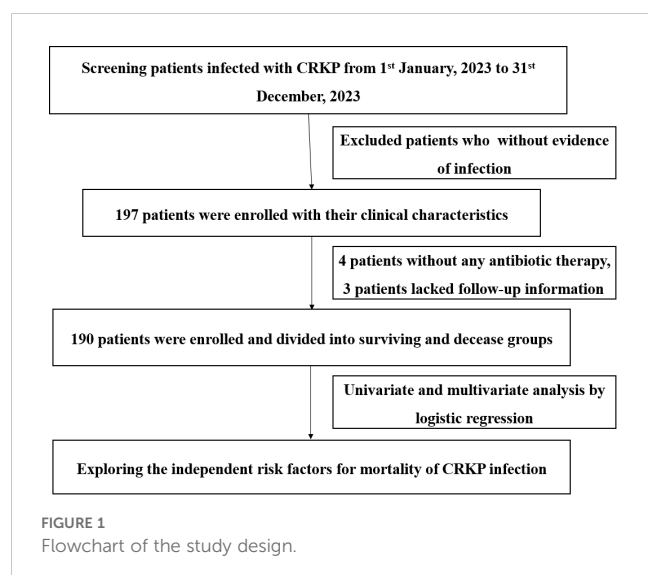 Screening patients infected with CRKP from 1st January, 2023 to 31st
December, 2023
Excluded patients who without evidence
of infection
197 patients were enrolled with their clinical characteristics
4 patients without any antibiotic therapy,
3 patients lacked follow-up information
190 patients were enrolled and divided into surviving and decease groups
Univariate and multivariate analysis by
logistic regression
Exploring the independent risk factors for mortality of CRKP infection
FIGURE 1
Flowchart of the study design.